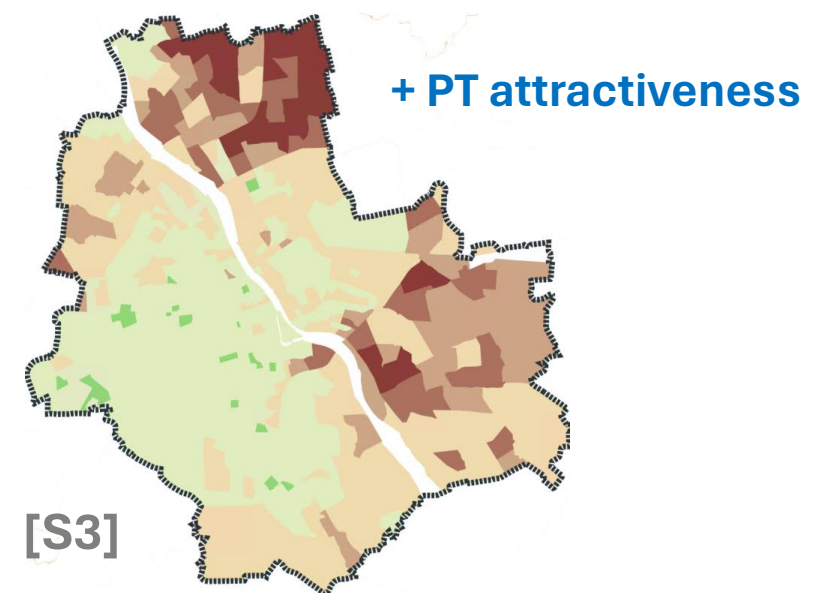 + PT attractiveness
[S3]